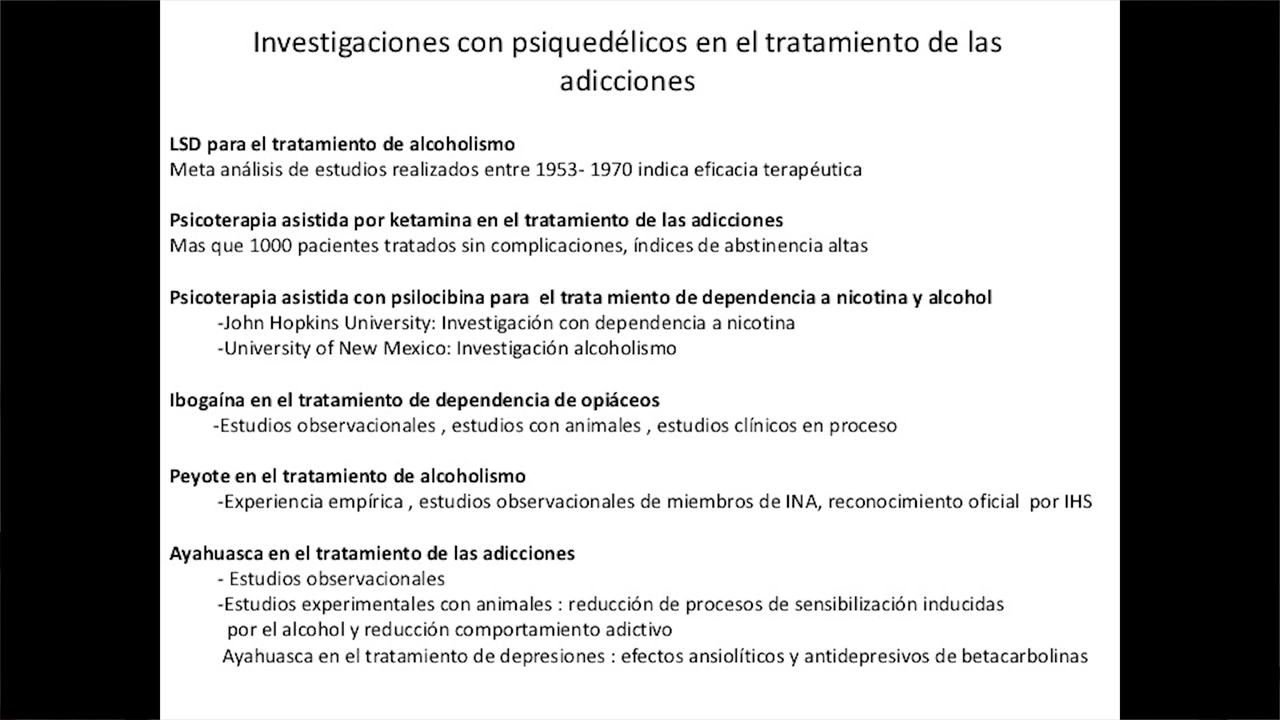 Investigaciones con psiquedélicos en el tratamiento de las
adicciones
LSD para el tratamiento de alcoholismo
Meta análisis de estudios realizados entre 1953- 1970 indica eficacia terapéutica
Psicoterapia asistida por ketamina en el tratamiento de las adicciones
Mas que 1000 pacientes tratados sin complicaciones, índices de abstinencia altas
Psicoterapia asistida con psilocibina para  el trata miento de dependencia a nicotina y alcohol
-John Hopkins University: Investigación con dependencia a nicotina
-University of New Mexico: Investigación alcoholismo
Ibogaína en el tratamiento de dependencia de opiáceos
-Estudios observacionales , estudios con animales , estudios clínicos en proceso
Peyote en el tratamiento de alcoholismo
-Experiencia empírica , estudios observacionales de miembros de INA, reconocimiento oficial  por IHS
Ayahuasca en el tratamiento de las adicciones
- Estudios observacionales
-Estudios experimentales con animales : reducción de procesos de sensibilización inducidas
por el alcohol y reducción comportamiento adictivo
Ayahuasca en el tratamiento de depresiones : efectos ansiolíticos y antidepresivos de betacarbolinas